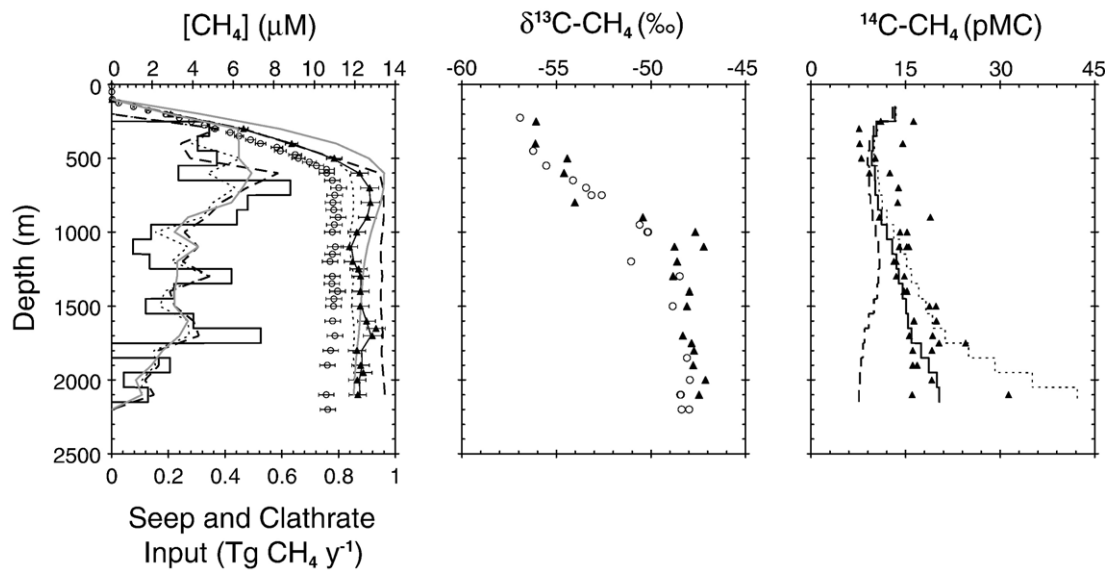 [CH₄] (μM)
0 2 4 6 8 10 12 14
δ¹³C-CH₄ (‰)
-60 -55 -50 -45
¹⁴C-CH₄ (pMC)
0 15 30 45
Depth (m)
0
500
1000
1500
2000
2500
0 0.2 0.4 0.6 0.8 1
Seep and Clathrate
Input (Tg CH₄ y⁻¹)